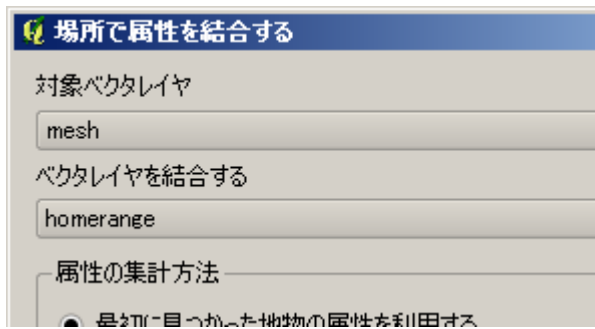 場所で属性を結合する
対象ベクタレイヤ
mesh
ベクタレイヤを結合する
homerange
属性の集計方法
最初に見つかった地物の属性を利用する